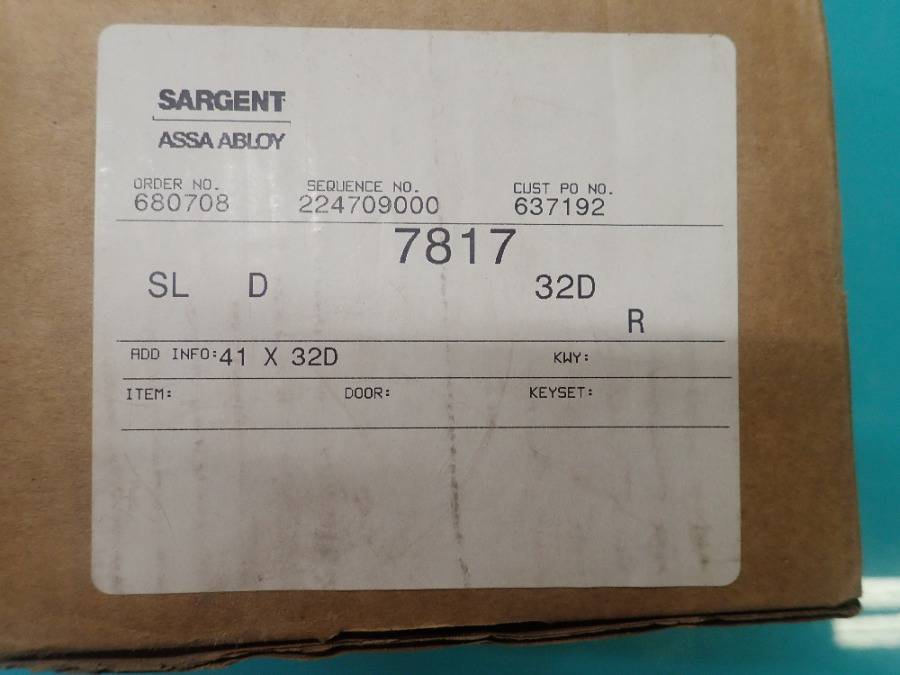 SARGENT
ASSA ABLOY
ORDER NO. SEQUENCE NO. CUST PO NO.
680708 224709000 637192
7817
SL D 32D
R
ADD INFO:41 X 32D KWY:
ITEM: DOOR: KEYSET: